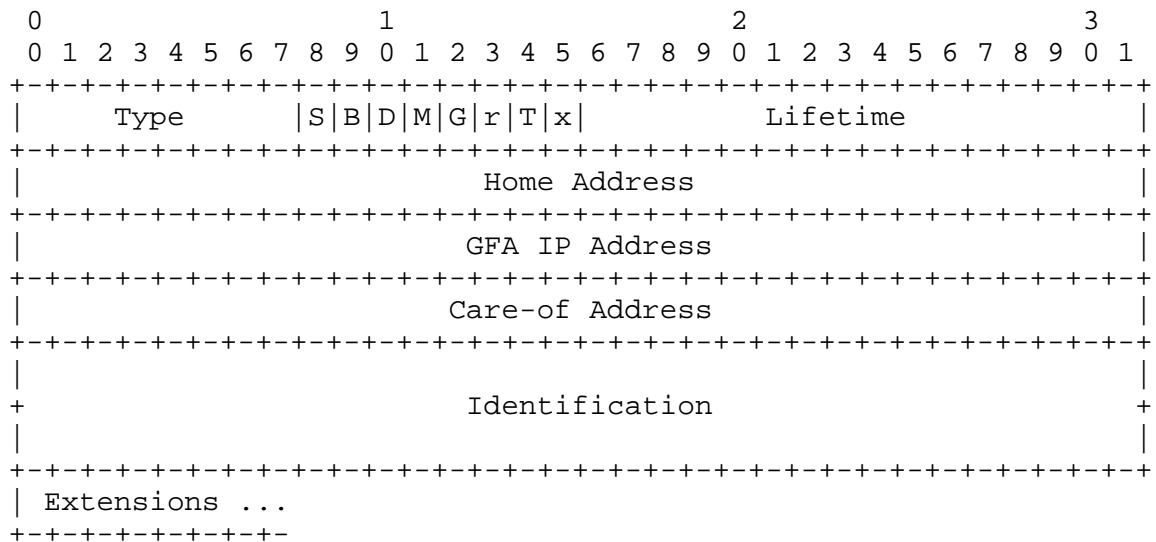 0                   1                   2                   3
 0 1 2 3 4 5 6 7 8 9 0 1 2 3 4 5 6 7 8 9 0 1 2 3 4 5 6 7 8 9 0 1
+-+-+-+-+-+-+-+-+-+-+-+-+-+-+-+-+-+-+-+-+-+-+-+-+-+-+-+-+-+-+-+-+
|     Type      |S|B|D|M|G|r|T|x|          Lifetime             |
+-+-+-+-+-+-+-+-+-+-+-+-+-+-+-+-+-+-+-+-+-+-+-+-+-+-+-+-+-+-+-+-+
|                          Home Address                         |
+-+-+-+-+-+-+-+-+-+-+-+-+-+-+-+-+-+-+-+-+-+-+-+-+-+-+-+-+-+-+-+-+
|                         GFA IP Address                        |
+-+-+-+-+-+-+-+-+-+-+-+-+-+-+-+-+-+-+-+-+-+-+-+-+-+-+-+-+-+-+-+-+
|                        Care-of Address                        |
+-+-+-+-+-+-+-+-+-+-+-+-+-+-+-+-+-+-+-+-+-+-+-+-+-+-+-+-+-+-+-+-+
|                                                               |
+                         Identification                        +
|                                                               |
+-+-+-+-+-+-+-+-+-+-+-+-+-+-+-+-+-+-+-+-+-+-+-+-+-+-+-+-+-+-+-+-+
| Extensions ...
+-+-+-+-+-+-+-+-